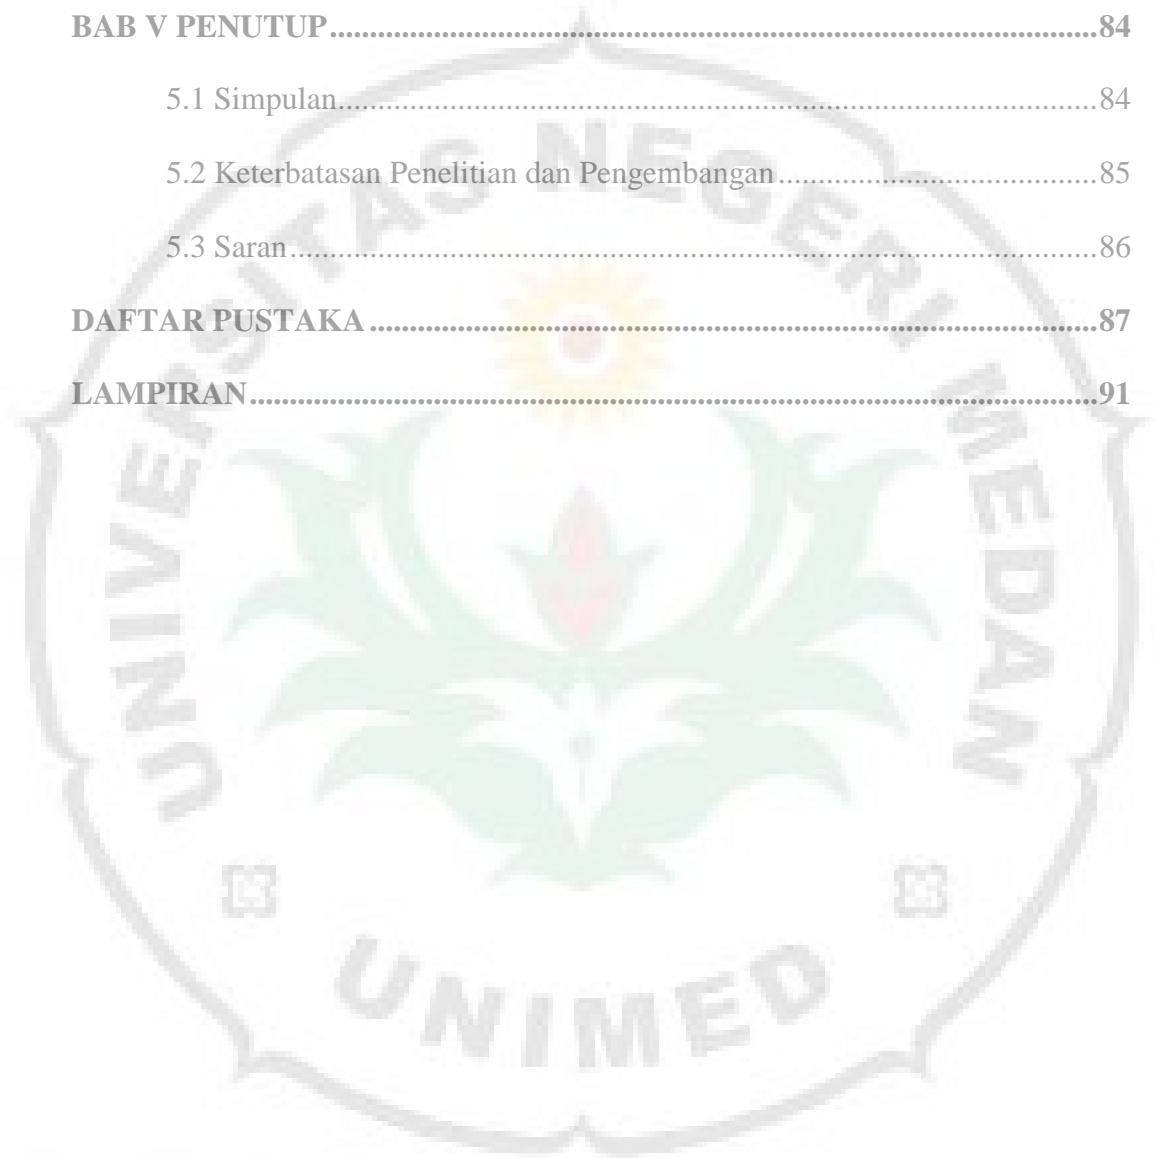 BAB V PENUTUP........................................................................................84
5.1 Simpulan........................................................................................84
5.2 Keterbatasan Penelitian dan Pengembangan........................................85
5.3 Saran........................................................................................86
DAFTAR PUSTAKA........................................................................................87
LAMPIRAN........................................................................................91
UNIVERSITAS NEGERI MEDAN
UNIMED